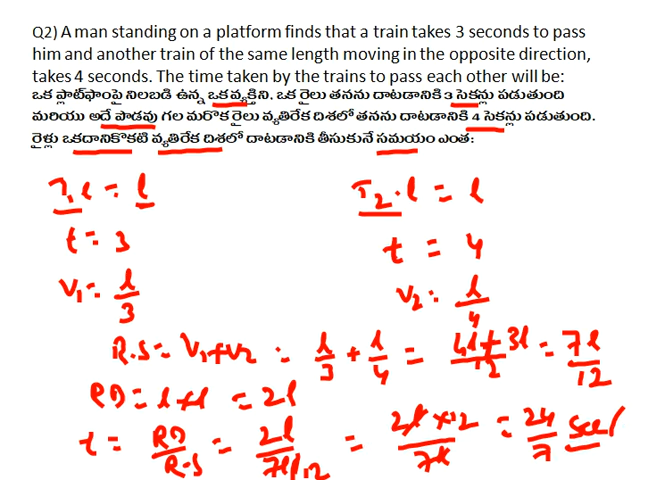 Q2) A man standing on a platform finds that a train takes 3 seconds to pass
him and another train of the same length moving in the opposite direction,
takes 4 seconds. The time taken by the trains to pass each other will be:
ఒక ప్లాట్‌ఫాంపై నిలబడి ఉన్న ఒకవ్యక్తిని, ఒక రైలు తనను దాటడానికి 3 సెకన్లు పడుతుంది
మరియు అదే పొడవు గల మరొక రైలు వ్యతిరేక దిశలో తనను దాటడానికి 4 సెకన్లు పడుతుంది.
రైళ్లు ఒకదానికొకటి వ్యతిరేక దిశలో దాటడానికి తీసుకునే సమయం ఎంత:
T1 l = l T2. l = l
t = 3 t = 4
V1 = l/3 V2 = l/4
R.S = V1+V2 = l/3 + l/4 = 4l+3l/12 = 7l/12
RD = l+l = 2l
t = RD/R.S = 2l/7l/12 = 2l×12/7l = 24/7 sec